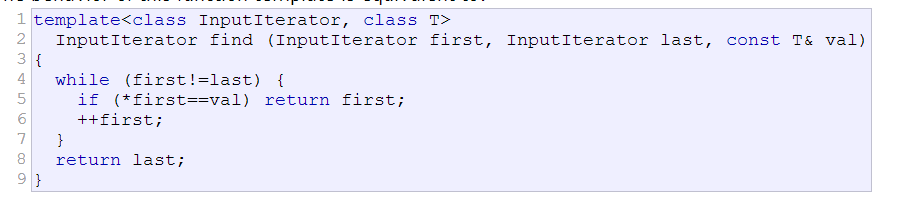 1 template<class InputIterator, class T>
2   InputIterator find (InputIterator first, InputIterator last, const T& val)
3 {
4   while (first!=last) {
5     if (*first==val) return first;
6     ++first;
7   }
8   return last;
9 }